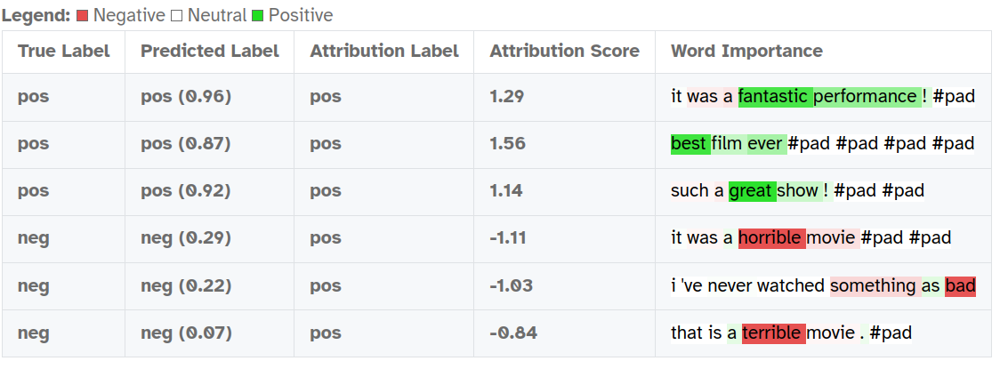 Legend: Negative Neutral Positive
True Label Predicted Label Attribution Label Attribution Score Word Importance
pos pos (0.96) pos 1.29 it was a fantastic performance ! #pad
pos pos (0.87) pos 1.56 best film ever #pad #pad #pad #pad
pos pos (0.92) pos 1.14 such a great show ! #pad #pad
neg neg (0.29) pos -1.11 it was a horrible movie #pad #pad
neg neg (0.22) pos -1.03 i 've never watched something as bad
neg neg (0.07) pos -0.84 that is a terrible movie . #pad